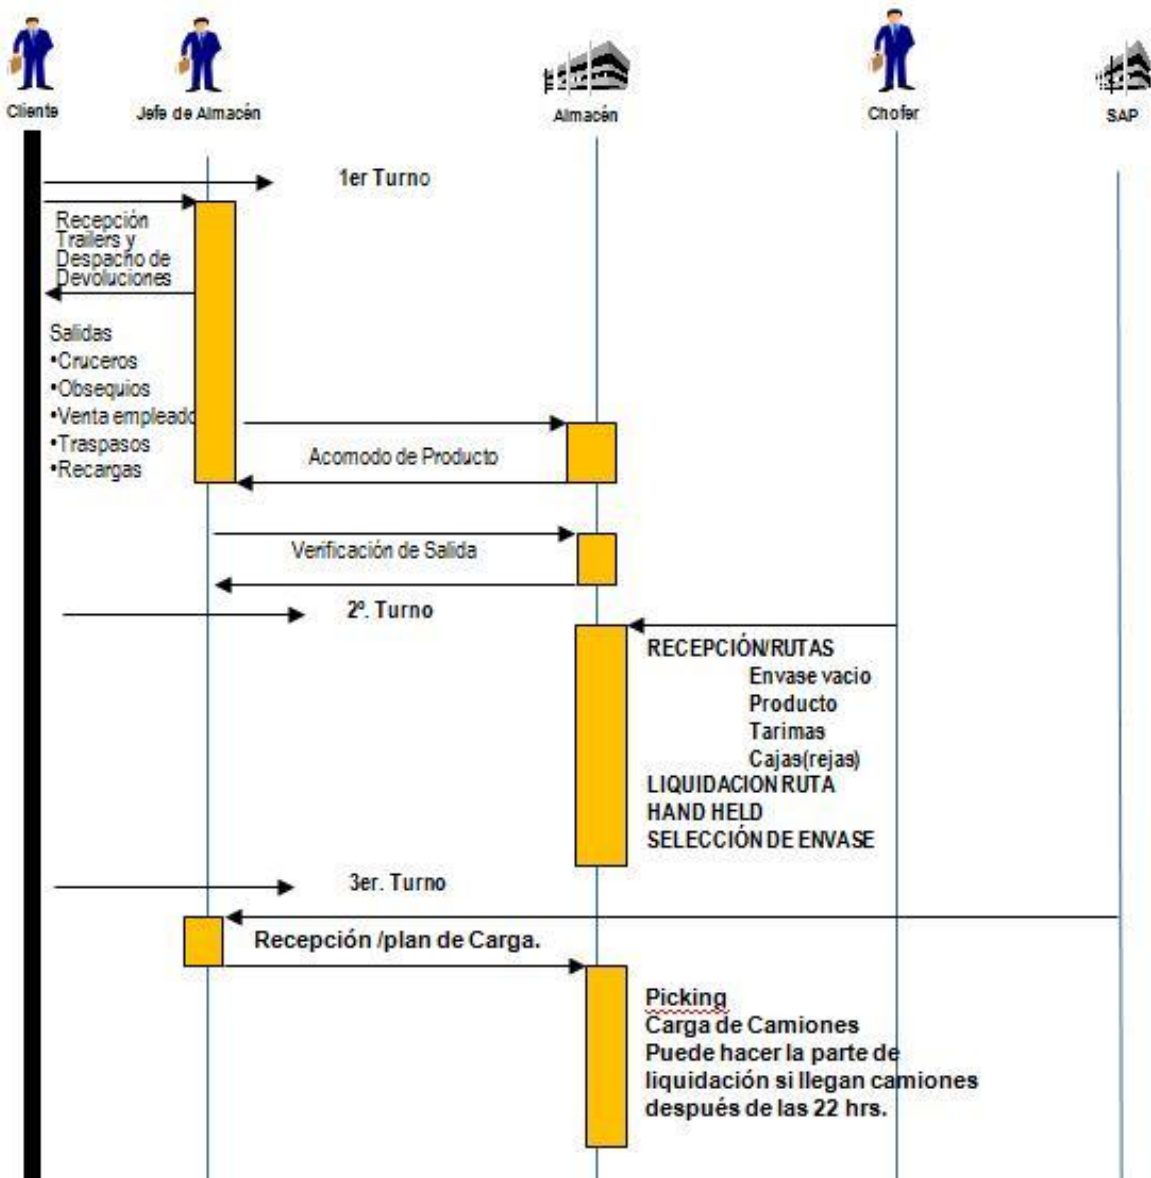 Cliente
Jefe de Almacén
Almacén
Chofer
SAP
1er Turno
Recepción
Trailers y
Despacho de
Devoluciones
Salidas
•Cruceros
•Obsequios
•Venta empleado
•Traspasos
•Recargas
Acomodo de Producto
Verificación de Salida
2º. Turno
RECEPCIÓN/RUTAS
Envase vacio
Producto
Tarimas
Cajas(rejas)
LIQUIDACION RUTA
HAND HELD
SELECCIÓN DE ENVASE
3er. Turno
Recepción /plan de Carga.
Picking
Carga de Camiones
Puede hacer la parte de
liquidación si llegan camiones
después de las 22 hrs.